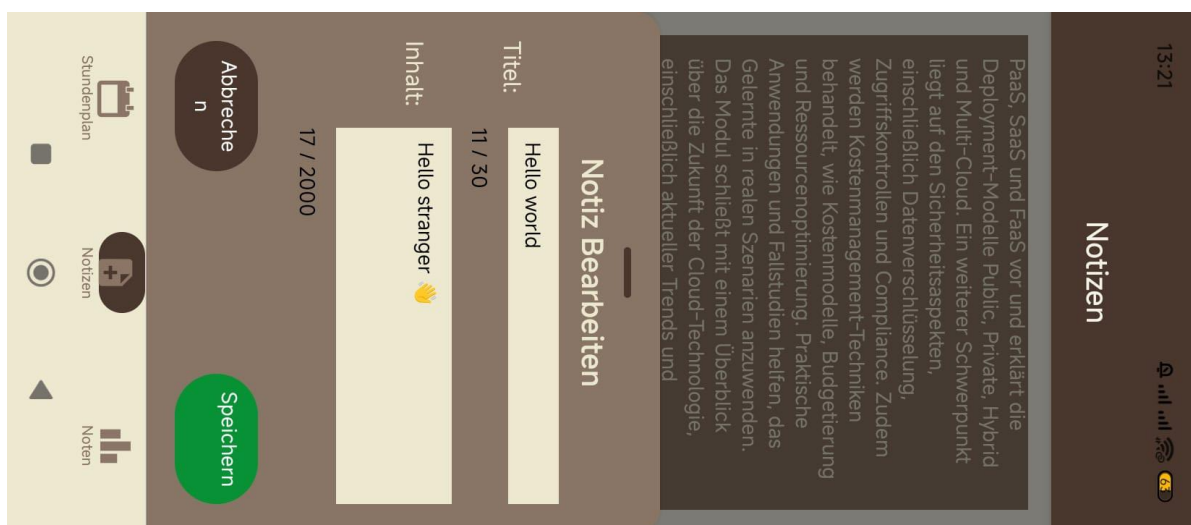 13:21
63
Notizen
PaaS, SaaS und FaaS vor und erklärt die
Deployment-Modelle Public, Private, Hybrid
und Multi-Cloud. Ein weiterer Schwerpunkt
liegt auf den Sicherheitsaspekten,
einschließlich Datenverschlüsselung,
Zugriffskontrollen und Compliance. Zudem
werden Kostenmanagement-Techniken
behandelt, wie Kostenmodelle, Budgetierung
und Ressourcenoptimierung. Praktische
Anwendungen und Fallstudien helfen, das
Gelernte in realen Szenarien anzuwenden.
Das Modul schließt mit einem Überblick
über die Zukunft der Cloud-Technologie,
einschließlich aktueller Trends und
Notiz Bearbeiten
Titel:
Hello world
11 / 30
Inhalt:
Hello stranger 👋
17 / 2000
Abbreche
n
Speichern
Stundenplan
Notizen
Noten